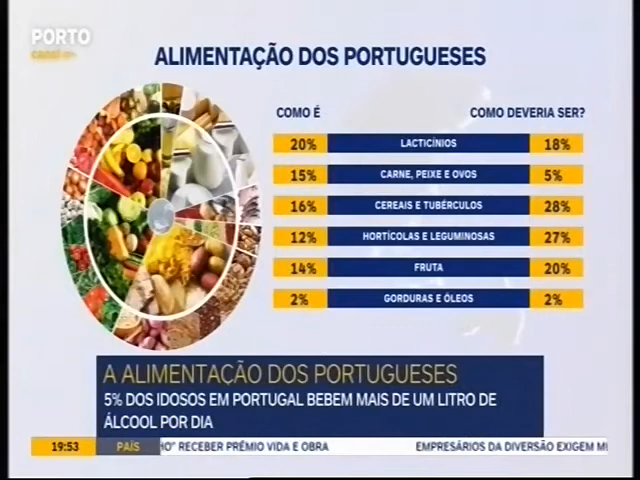 PORTO
canal
ALIMENTAÇÃO DOS PORTUGUESES
COMO É
COMO DEVERIA SER?
20% LACTICÍNIOS 18%
15% CARNE, PEIXE E OVOS 5%
16% CEREAIS E TUBÉRCULOS 28%
12% HORTÍCOLAS E LEGUMINOSAS 27%
14% FRUTA 20%
2% GORDURAS E ÓLEOS 2%
A ALIMENTAÇÃO DOS PORTUGUESES
5% DOS IDOSOS EM PORTUGAL BEBEM MAIS DE UM LITRO DE
ÁLCOOL POR DIA
19:53 PAÍS HO" RECEBER PRÉMIO VIDA E OBRA EMPRESÁRIOS DA DIVERSÃO EXIGEM